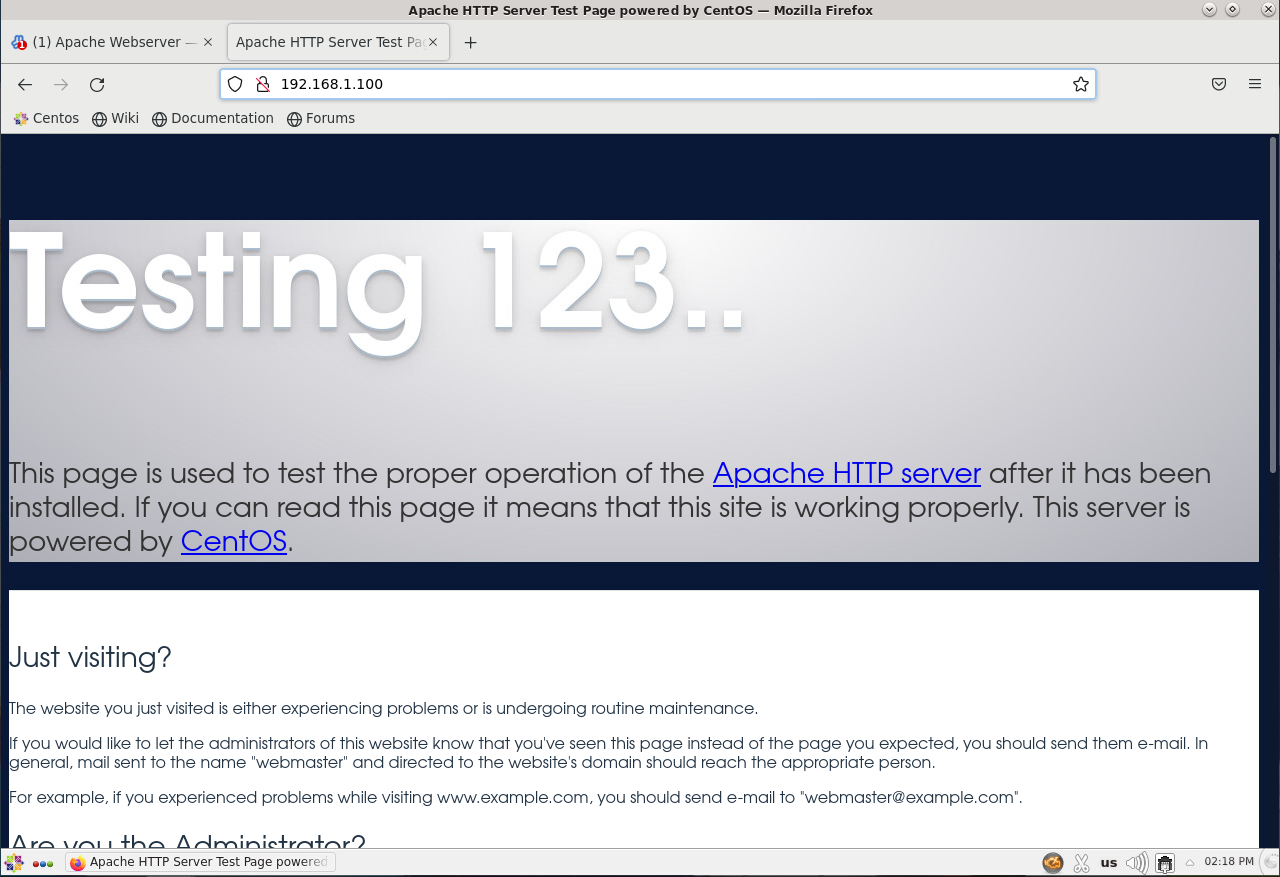 Apache HTTP Server Test Page powered by CentOS — Mozilla Firefox
(1) Apache Webserver —
Apache HTTP Server Test Pa
192.168.1.100
Centos
Wiki
Documentation
Forums
Testing 123..
This page is used to test the proper operation of the Apache HTTP server after it has been
installed. If you can read this page it means that this site is working properly. This server is
powered by CentOS.
Just visiting?
The website you just visited is either experiencing problems or is undergoing routine maintenance.
If you would like to let the administrators of this website know that you've seen this page instead of the page you expected, you should send them e-mail. In
general, mail sent to the name "webmaster" and directed to the website's domain should reach the appropriate person.
For example, if you experienced problems while visiting www.example.com, you should send e-mail to "webmaster@example.com".
Are you the Administrator?
Apache HTTP Server Test Page powered
us
02:18 PM